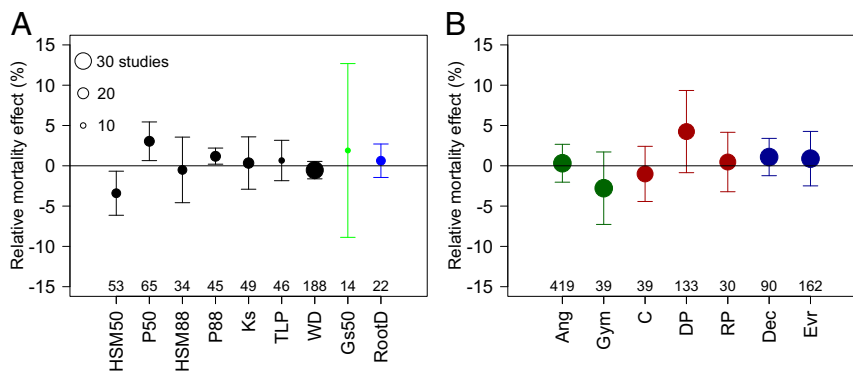 A
Relative mortality effect (%)
15
10
5
0
-5
-10
-15
30 studies
20
10
53 65 34 45 49 46 188 14 22
HSM50 P50 HSM88 P88 Ks TLP WD Gs50 RootD
B
Relative mortality effect (%)
15
10
5
0
-5
-10
-15
419 39 39 133 30 90 162
Ang Gym C DP RP Dec Evr